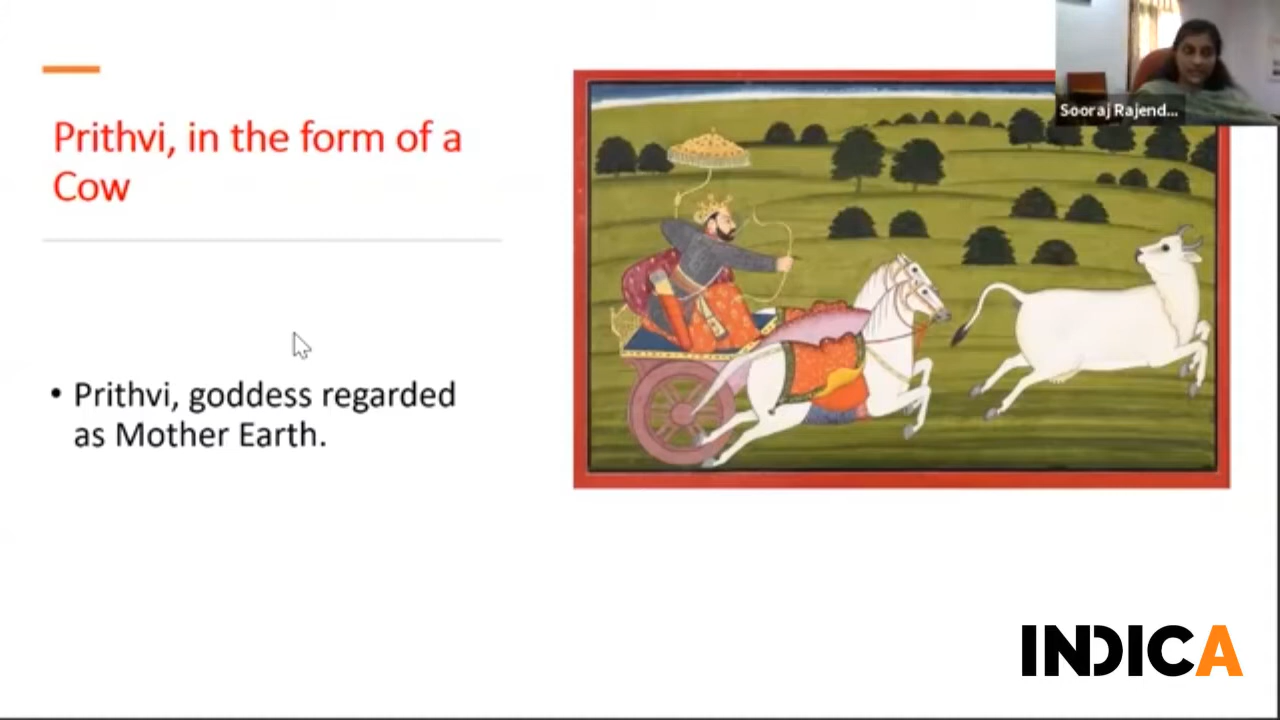 Sooraj Rajend...
Prithvi, in the form of a
Cow
• Prithvi, goddess regarded
as Mother Earth.
INDICA